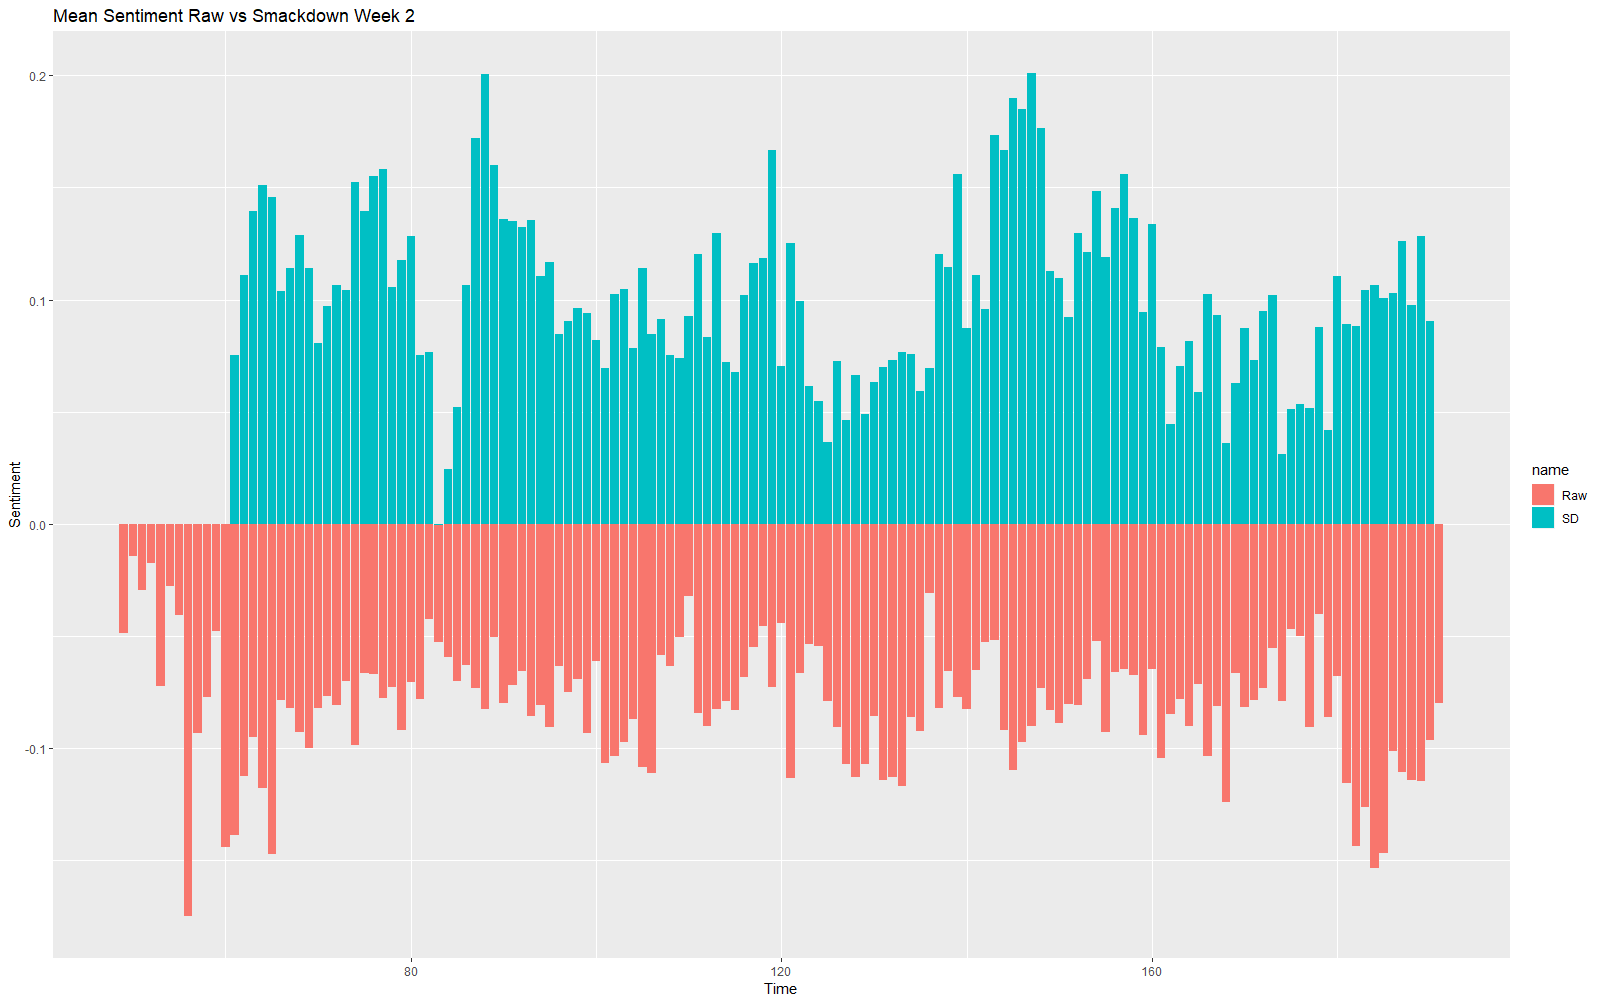 Mean Sentiment Raw vs Smackdown Week 2
0.2
0.1
0.0
-0.1
Sentiment
80
120
160
Time
name
Raw
SD